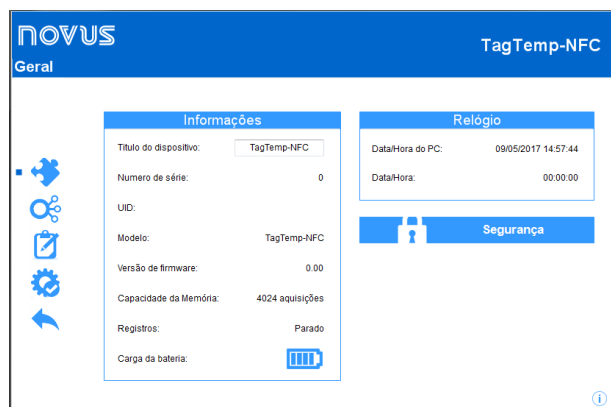 novus
TagTemp-NFC
Geral
Informações
Título do dispositivo: TagTemp-NFC
Numero de série: 0
UID:
Modelo: TagTemp-NFC
Versão de firmware: 0.00
Capacidade da Memória: 4024 aquisições
Registros: Parado
Carga da bateria:
Relógio
Data/Hora do PC: 09/05/2017 14:57:44
Data/Hora: 00:00:00
Segurança
i